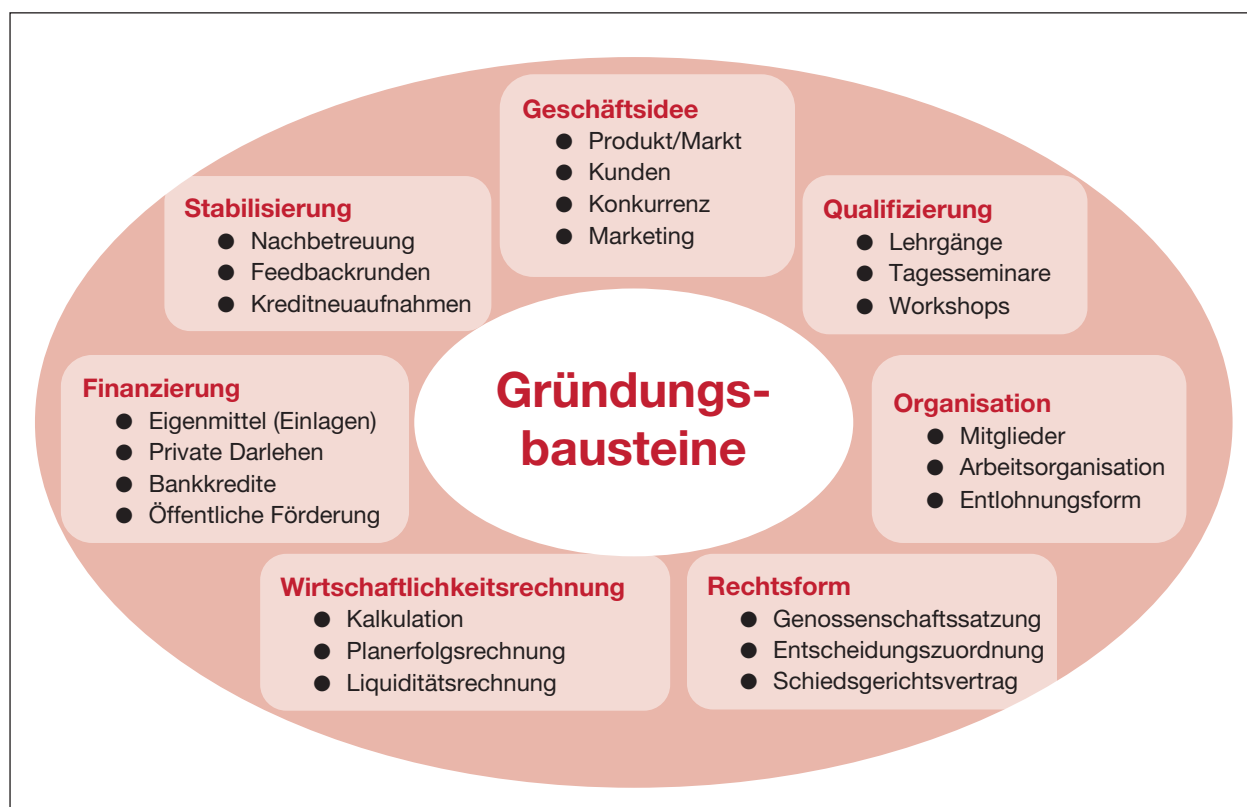 Geschäftsidee
● Produkt/Markt
● Kunden
● Konkurrenz
● Marketing
Qualifizierung
● Lehrgänge
● Tagesseminare
● Workshops
Organisation
● Mitglieder
● Arbeitsorganisation
● Entlohnungsform
Rechtsform
● Genossenschaftssatzung
● Entscheidungszuordnung
● Schiedsgerichtsvertrag
Wirtschaftlichkeitsrechnung
● Kalkulation
● Planerfolgsrechnung
● Liquiditätsrechnung
Finanzierung
● Eigenmittel (Einlagen)
● Private Darlehen
● Bankkredite
● Öffentliche Förderung
Stabilisierung
● Nachbetreuung
● Feedbackrunden
● Kreditneuaufnahmen
Gründungs-
bausteine